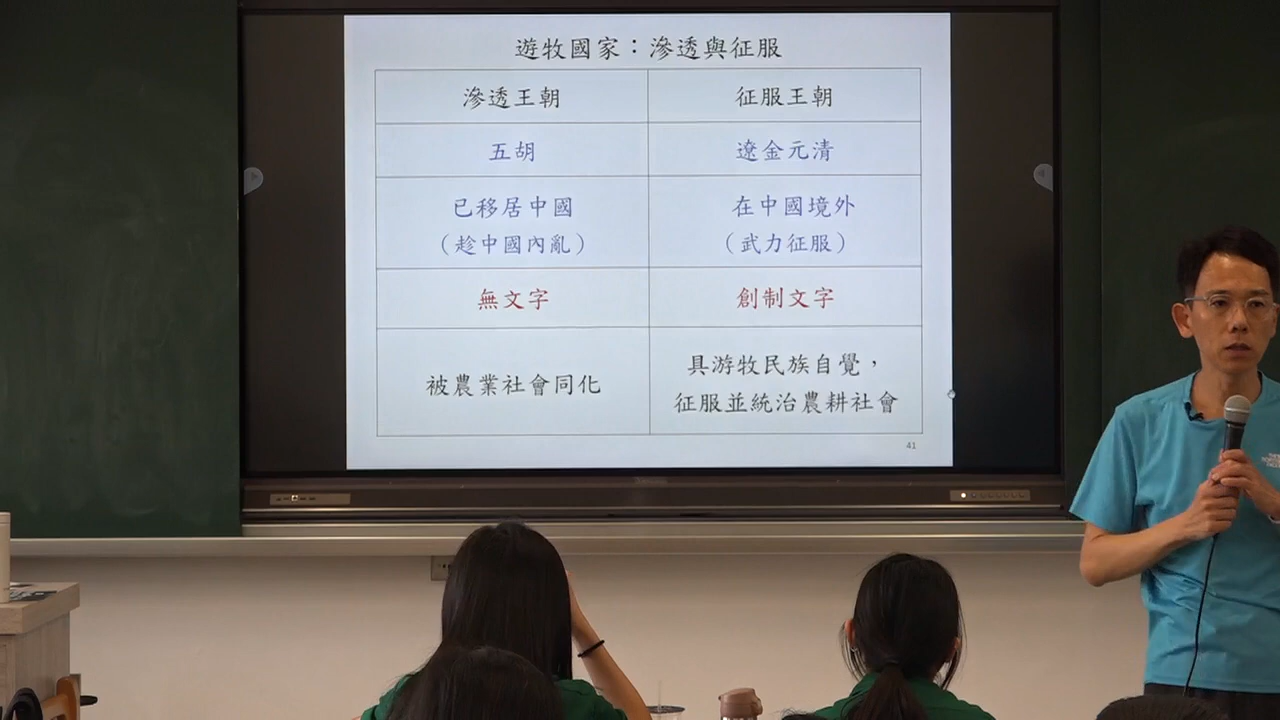 遊牧國家：滲透與征服
滲透王朝
征服王朝
五胡
遼金元清
已移居中國
（趁中國內亂）
在中國境外
（武力征服）
無文字
創制文字
被農業社會同化
具游牧民族自覺，
征服並統治農耕社會
41